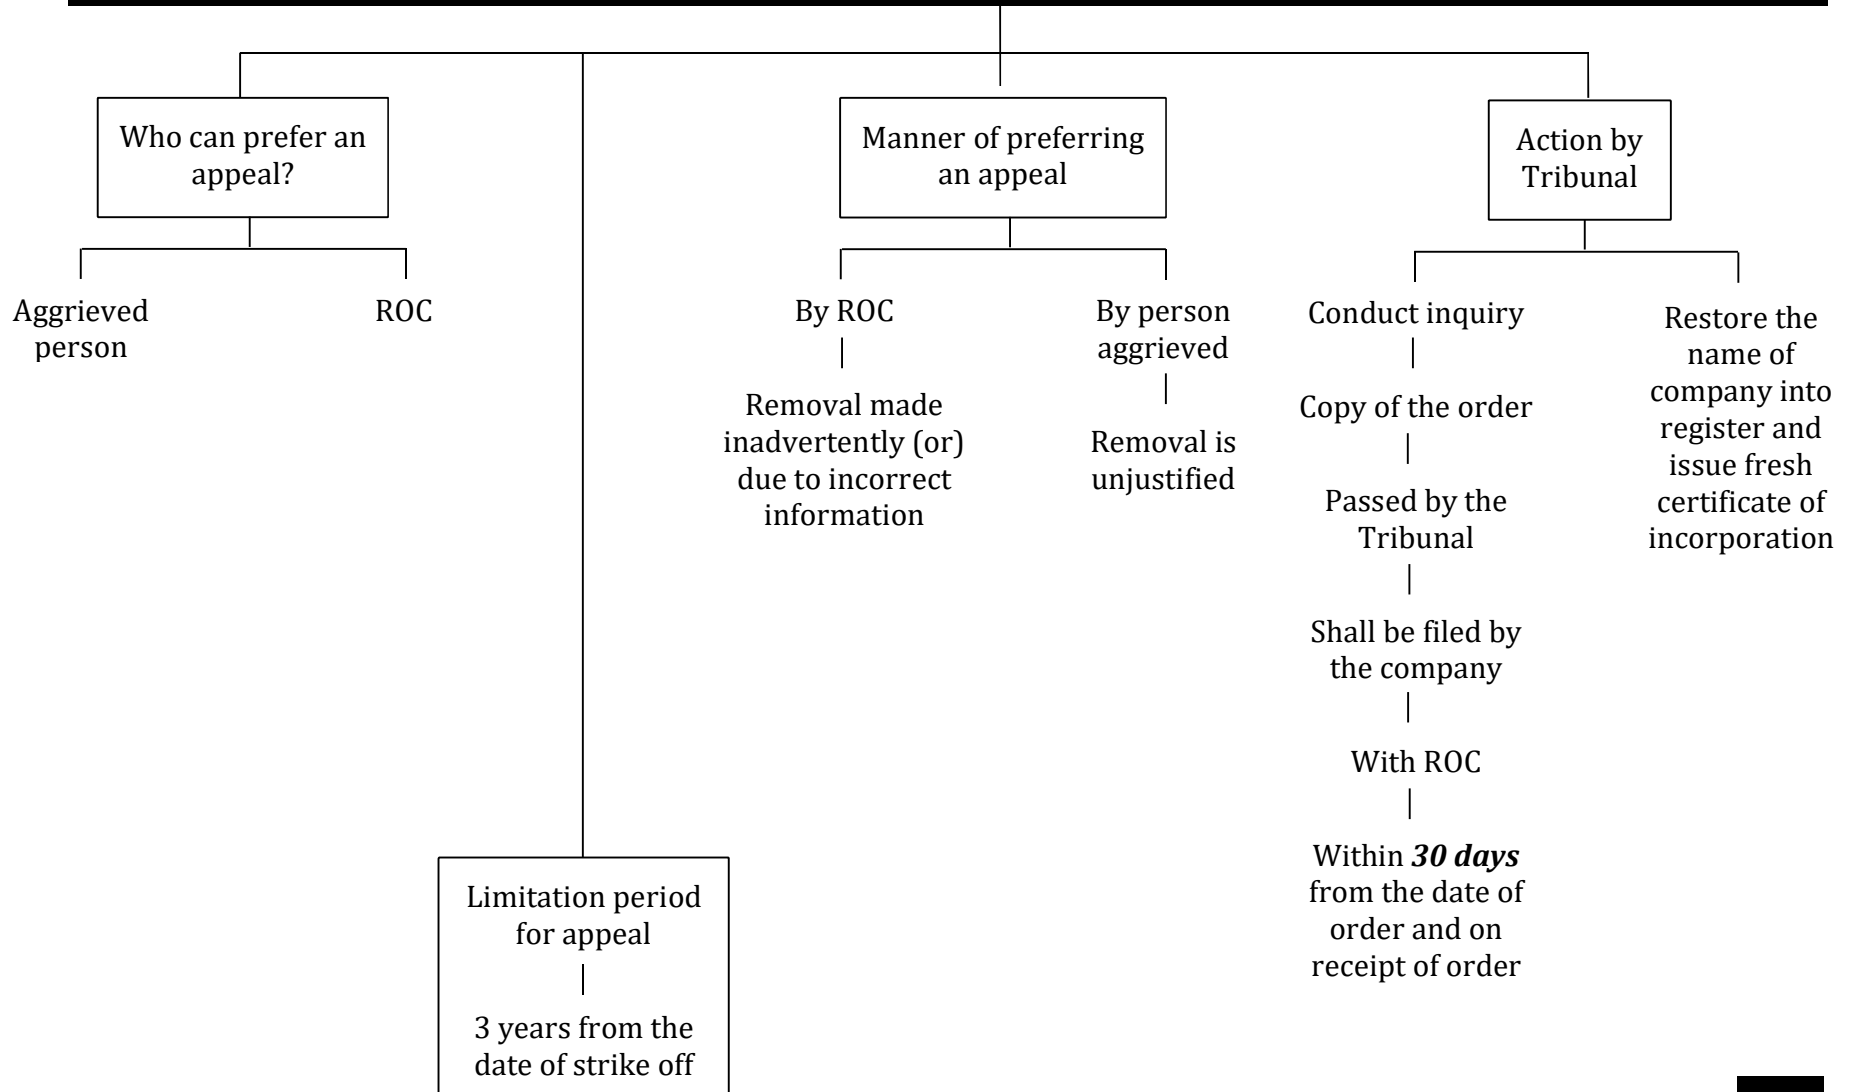 Who can prefer an
appeal?
Aggrieved
person
ROC
Limitation period
for appeal
3 years from the
date of strike off
Manner of preferring
an appeal
By ROC
Removal made
inadvertently (or)
due to incorrect
information
By person
aggrieved
Removal is
unjustified
Action by
Tribunal
Conduct inquiry
Copy of the order
Passed by the
Tribunal
Shall be filed by
the company
With ROC
Within 30 days
from the date of
order and on
receipt of order
Restore the
name of
company into
register and
issue fresh
certificate of
incorporation